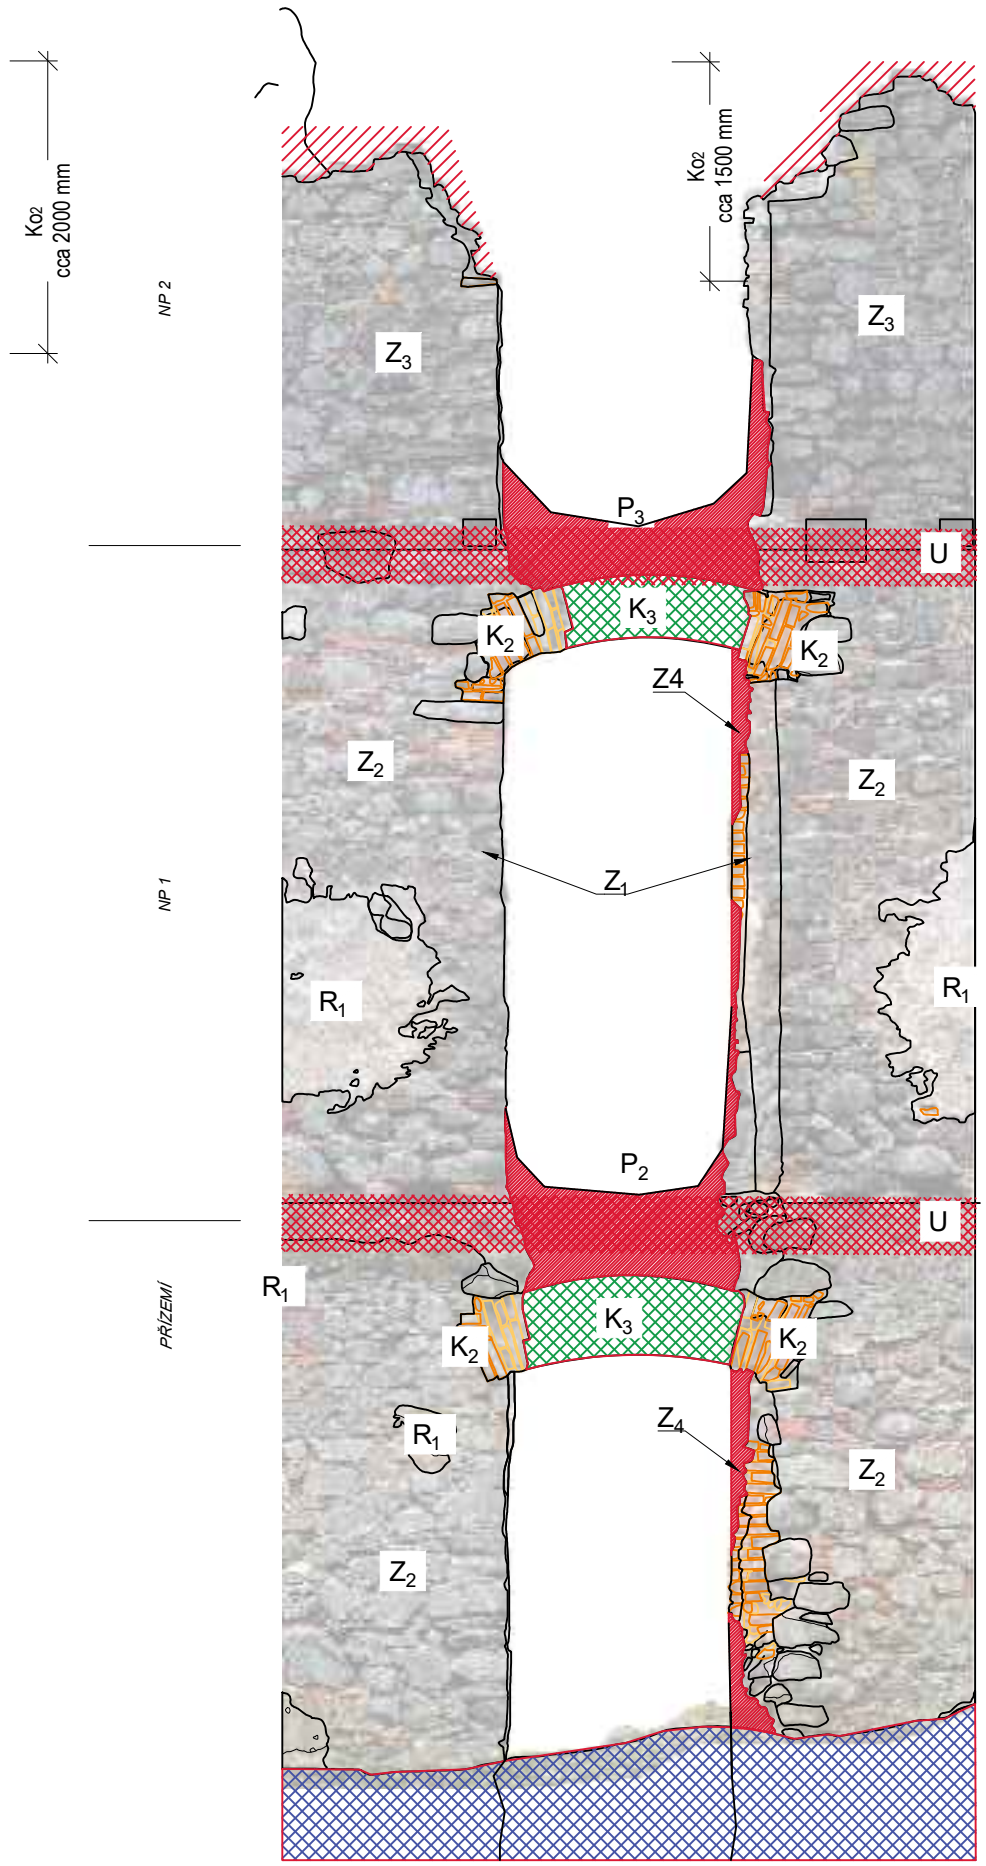 Ko2
cca 2000 mm
Ko2
cca 1500 mm
NP 2
Z3
Z3
P3
U
K3
K2
K2
Z4
Z2
Z2
NP 1
Z1
R1
R1
P2
U
R1
PŘÍZEMÍ
K3
K2
K2
Z4
R1
Z2
Z2